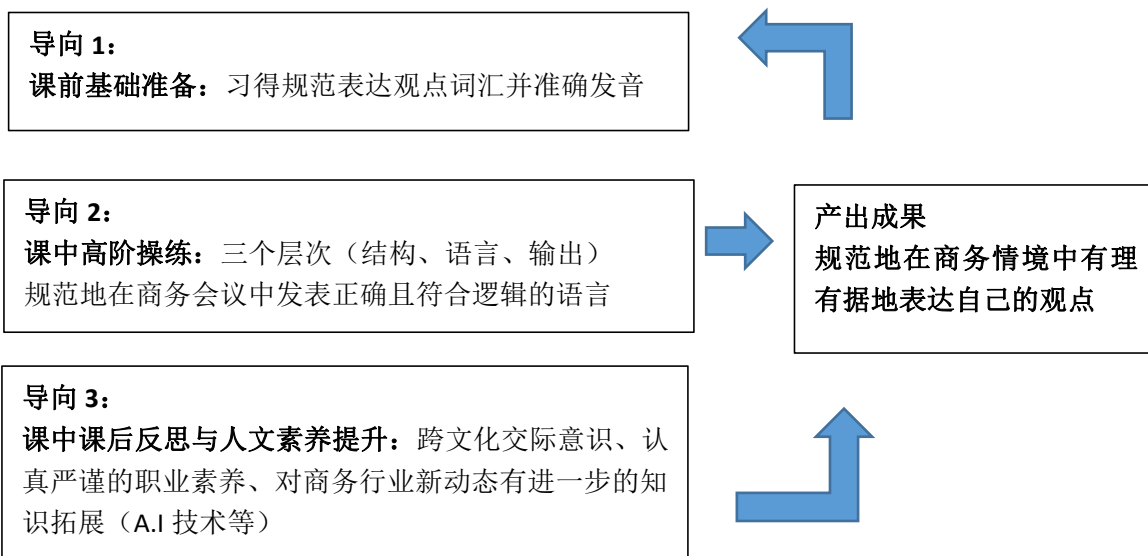 导向 1：
课前基础准备：习得规范表达观点词汇并准确发音
导向 2：
课中高阶操练：三个层次（结构、语言、输出）
规范地在商务会议中发表正确且符合逻辑的语言
产出成果
规范地在商务情境中有理
有据地表达自己的观点
导向 3：
课中课后反思与人文素养提升：跨文化交际意识、认
真严谨的职业素养、对商务行业新动态有进一步的知
识拓展（A.I 技术等）